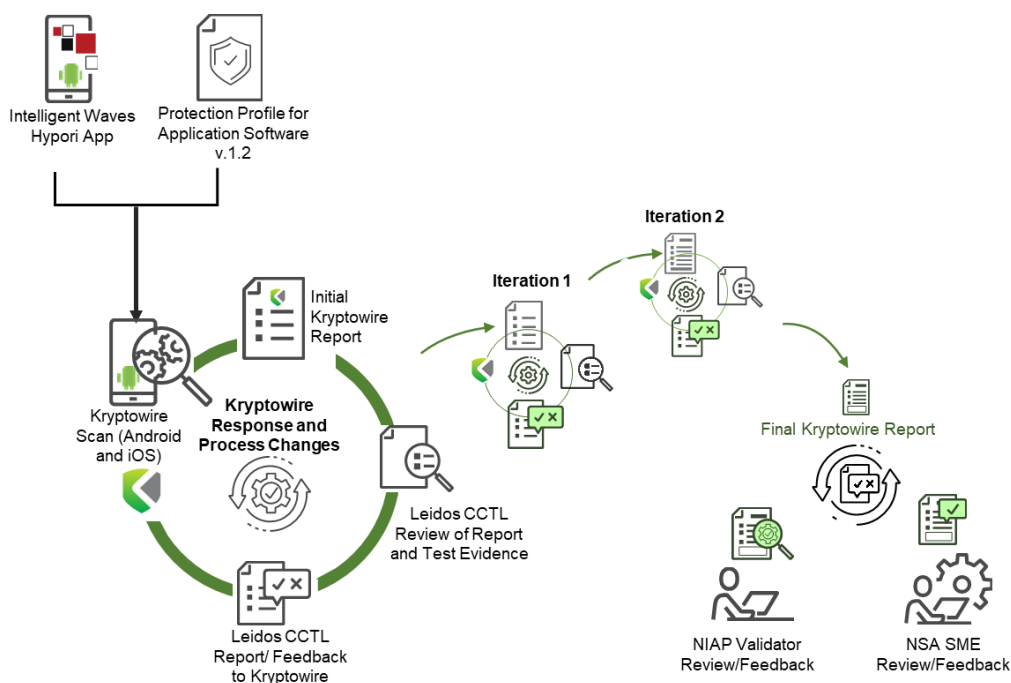 Intelligent Waves
Hypori App
Protection Profile for
Application Software
v.1.2
Iteration 2
Iteration 1
Initial
Kryptowire
Report
Kryptowire
Scan (Android
and iOS)
Kryptowire
Response and
Process Changes
Leidos CCTL
Review of Report
and Test Evidence
Leidos CCTL
Report/ Feedback
to Kryptowire
Final Kryptowire Report
NIAP Validator
Review/Feedback
NSA SME
Review/Feedback